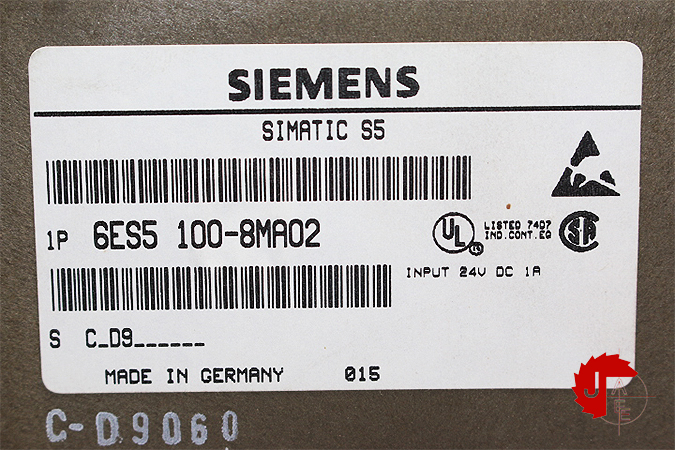 SIEMENS
SIMATIC S5
1P 6ES5 100-8MA02
UL LISTED 7407
IND.CONT.EQ
SA
INPUT 24V DC 1A
S C_D9______
MADE IN GERMANY 015
C-D9060
J